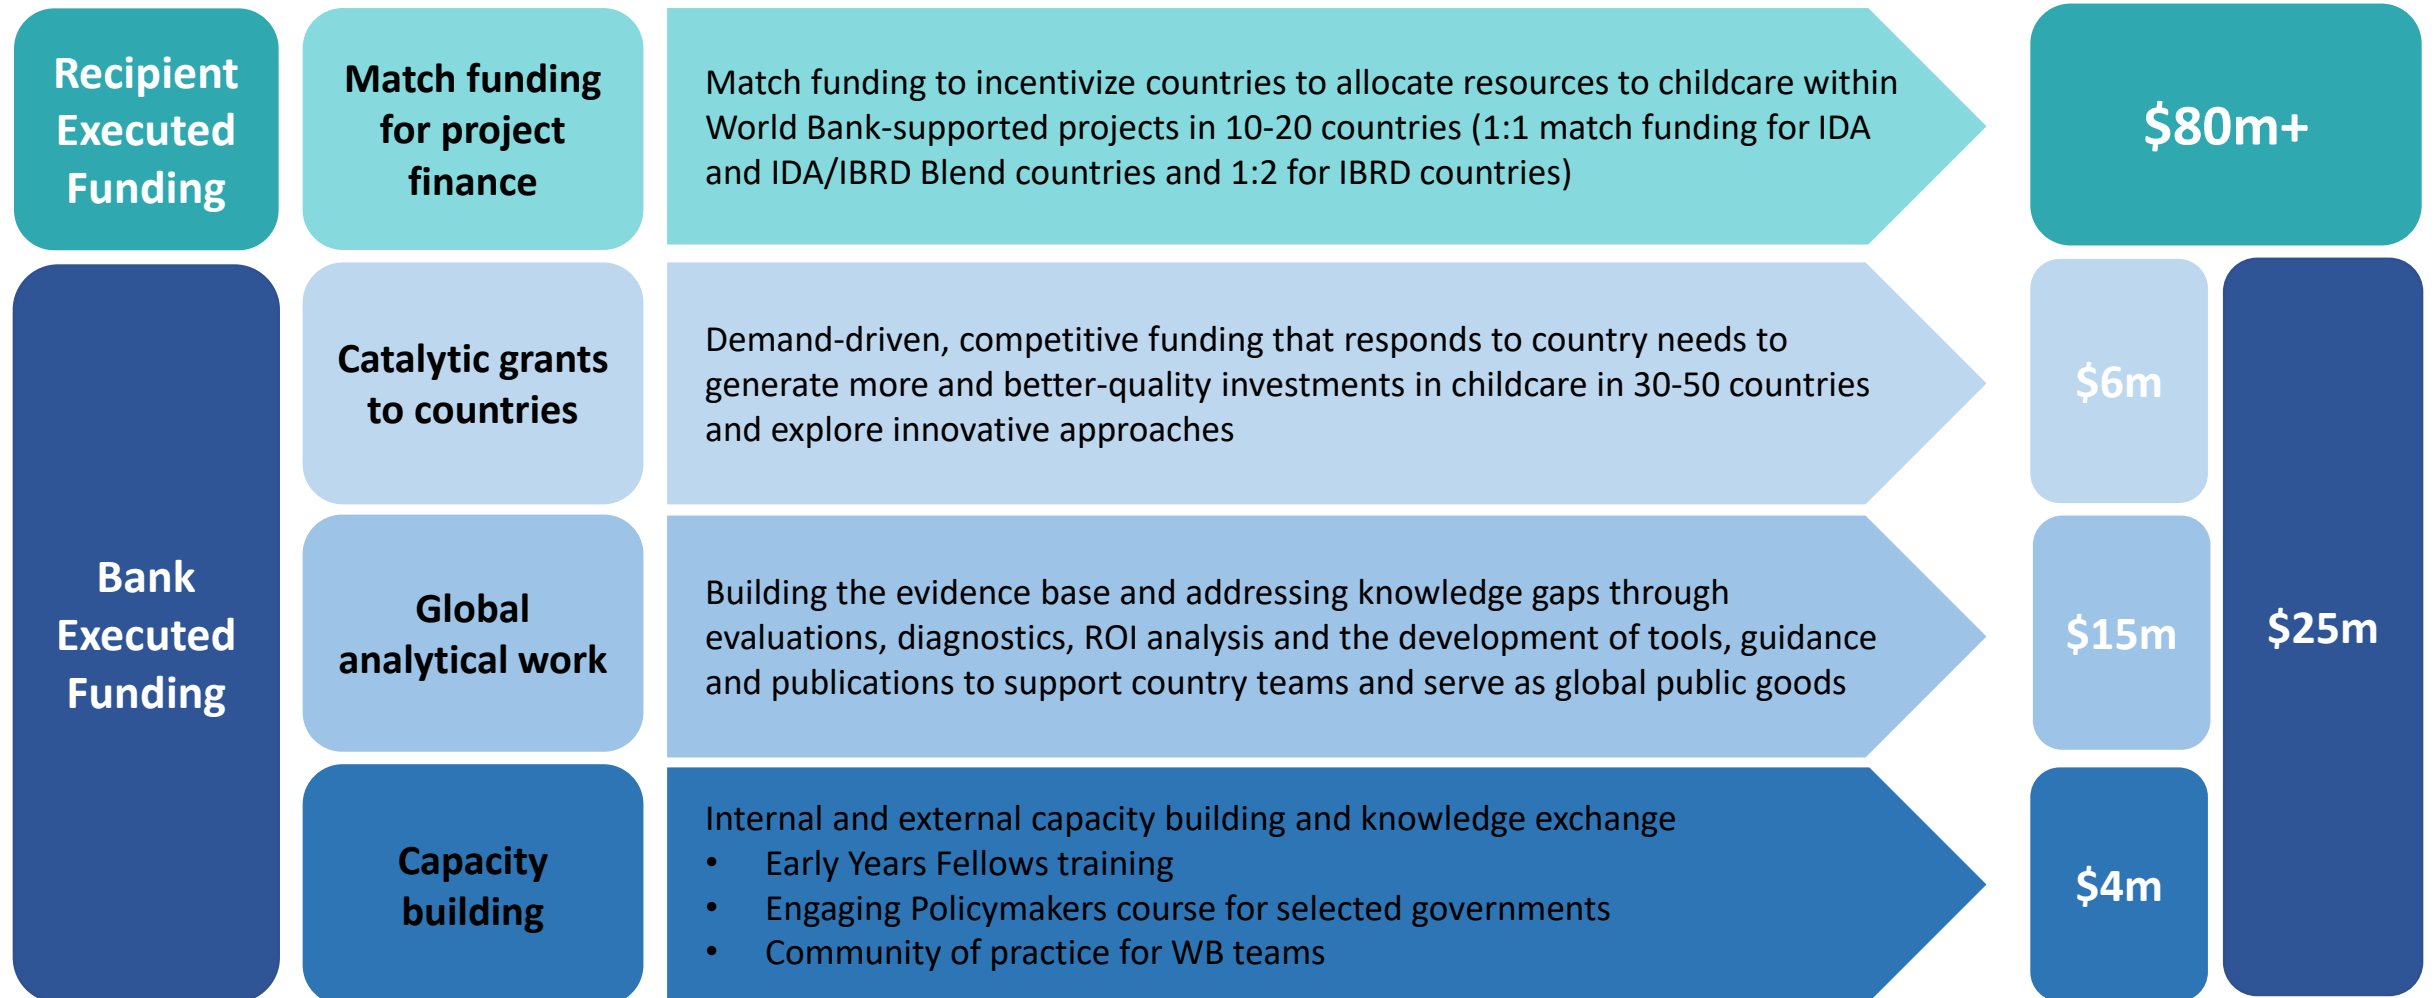 Recipient
Executed
Funding
Match funding
for project
finance
Match funding to incentivize countries to allocate resources to childcare within
World Bank-supported projects in 10-20 countries (1:1 match funding for IDA
and IDA/IBRD Blend countries and 1:2 for IBRD countries)
$80m+
Bank
Executed
Funding
Catalytic grants
to countries
Demand-driven, competitive funding that responds to country needs to
generate more and better-quality investments in childcare in 30-50 countries
and explore innovative approaches
$6m
Global
analytical work
Building the evidence base and addressing knowledge gaps through
evaluations, diagnostics, ROI analysis and the development of tools, guidance
and publications to support country teams and serve as global public goods
$15m
$25m
Capacity
building
Internal and external capacity building and knowledge exchange
• Early Years Fellows training
• Engaging Policymakers course for selected governments
• Community of practice for WB teams
$4m